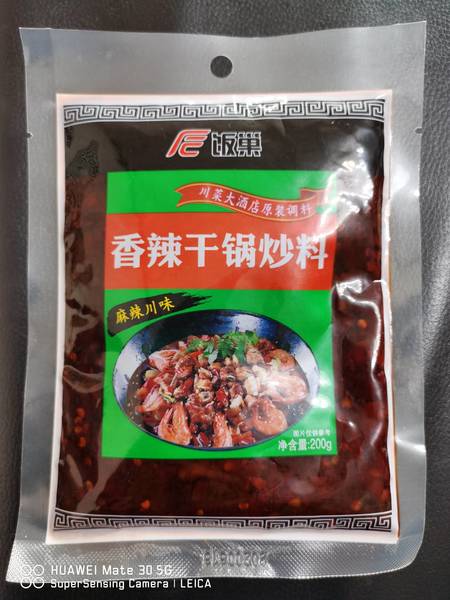 FC 饭巢
川菜大酒店原装调料
香辣干锅炒料
麻辣川味
图片仅供参考
净含量:200g
HUAWEI Mate 30 5G
SuperSensing Camera | LEICA